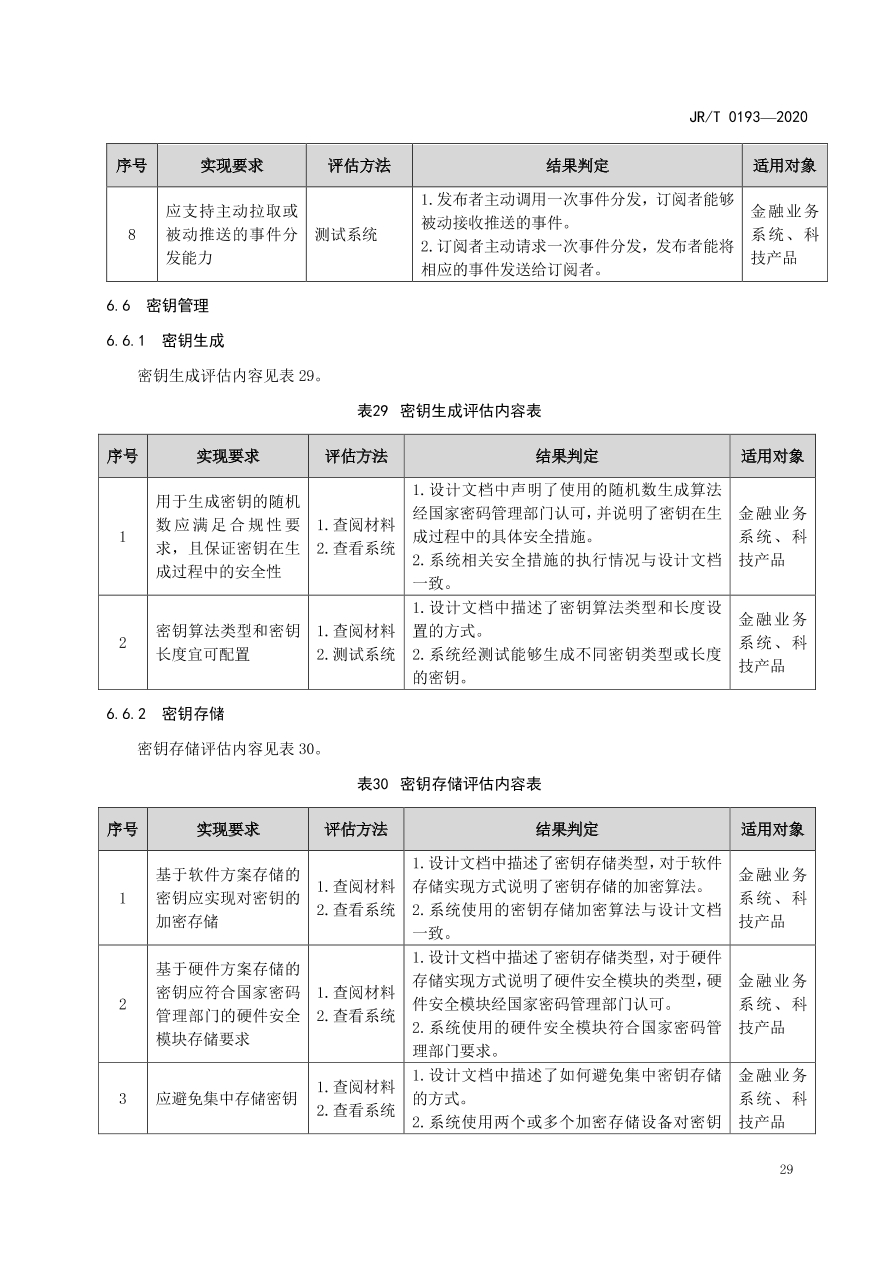 JR/T 0193—2020
序号 实现要求 评估方法 结果判定 适用对象
8
应支持主动拉取或
被动推送的事件分
发能力
测试系统
1.发布者主动调用一次事件分发，订阅者能够
被动接收推送的事件。
2.订阅者主动请求一次事件分发，发布者能将
相应的事件发送给订阅者。
金融业务
系统、科
技产品
6.6 密钥管理
6.6.1 密钥生成
密钥生成评估内容见表 29。
表29 密钥生成评估内容表
序号 实现要求 评估方法 结果判定 适用对象
1
用于生成密钥的随机
数应满足合规性要
求，且保证密钥在生
成过程中的安全性
1.查阅材料
2.查看系统
1.设计文档中声明了使用的随机数生成算法
经国家密码管理部门认可，并说明了密钥在生
成过程中的具体安全措施。
2.系统相关安全措施的执行情况与设计文档
一致。
金融业务
系统、科
技产品
2
密钥算法类型和密钥
长度宜可配置
1.查阅材料
2.测试系统
1.设计文档中描述了密钥算法类型和长度设
置的方式。
2.系统经测试能够生成不同密钥类型或长度
的密钥。
金融业务
系统、科
技产品
6.6.2 密钥存储
密钥存储评估内容见表 30。
表30 密钥存储评估内容表
序号 实现要求 评估方法 结果判定 适用对象
1
基于软件方案存储的
密钥应实现对密钥的
加密存储
1.查阅材料
2.查看系统
1.设计文档中描述了密钥存储类型，对于软件
存储实现方式说明了密钥存储的加密算法。
2.系统使用的密钥存储加密算法与设计文档
一致。
金融业务
系统、科
技产品
2
基于硬件方案存储的
密钥应符合国家密码
管理部门的硬件安全
模块存储要求
1.查阅材料
2.查看系统
1.设计文档中描述了密钥存储类型，对于硬件
存储实现方式说明了硬件安全模块的类型，硬
件安全模块经国家密码管理部门认可。
2.系统使用的硬件安全模块符合国家密码管
理部门要求。
金融业务
系统、科
技产品
3
应避免集中存储密钥
1.查阅材料
2.查看系统
1.设计文档中描述了如何避免集中密钥存储
的方式。
2.系统使用两个或多个加密存储设备对密钥
金融业务
系统、科
技产品
29